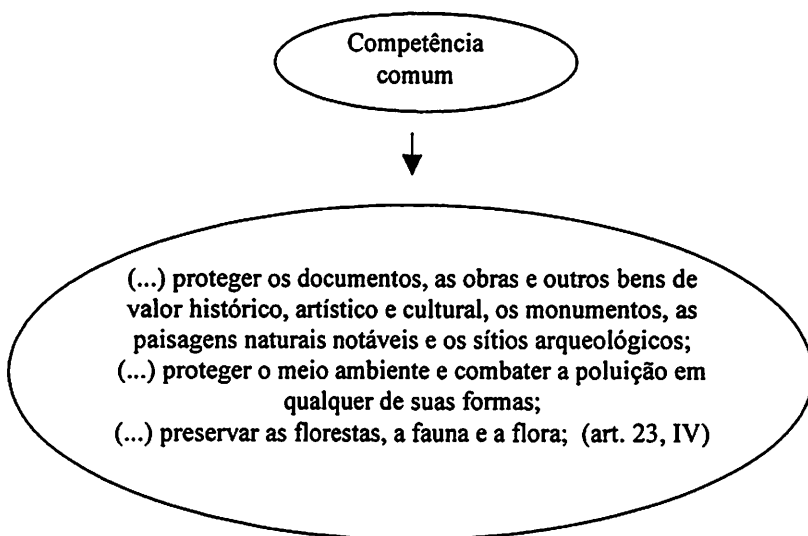 Competência
comum
(...) proteger os documentos, as obras e outros bens de
valor histórico, artístico e cultural, os monumentos, as
paisagens naturais notáveis e os sítios arqueológicos;
(...) proteger o meio ambiente e combater a poluição em
qualquer de suas formas;
(...) preservar as florestas, a fauna e a flora; (art. 23, IV)